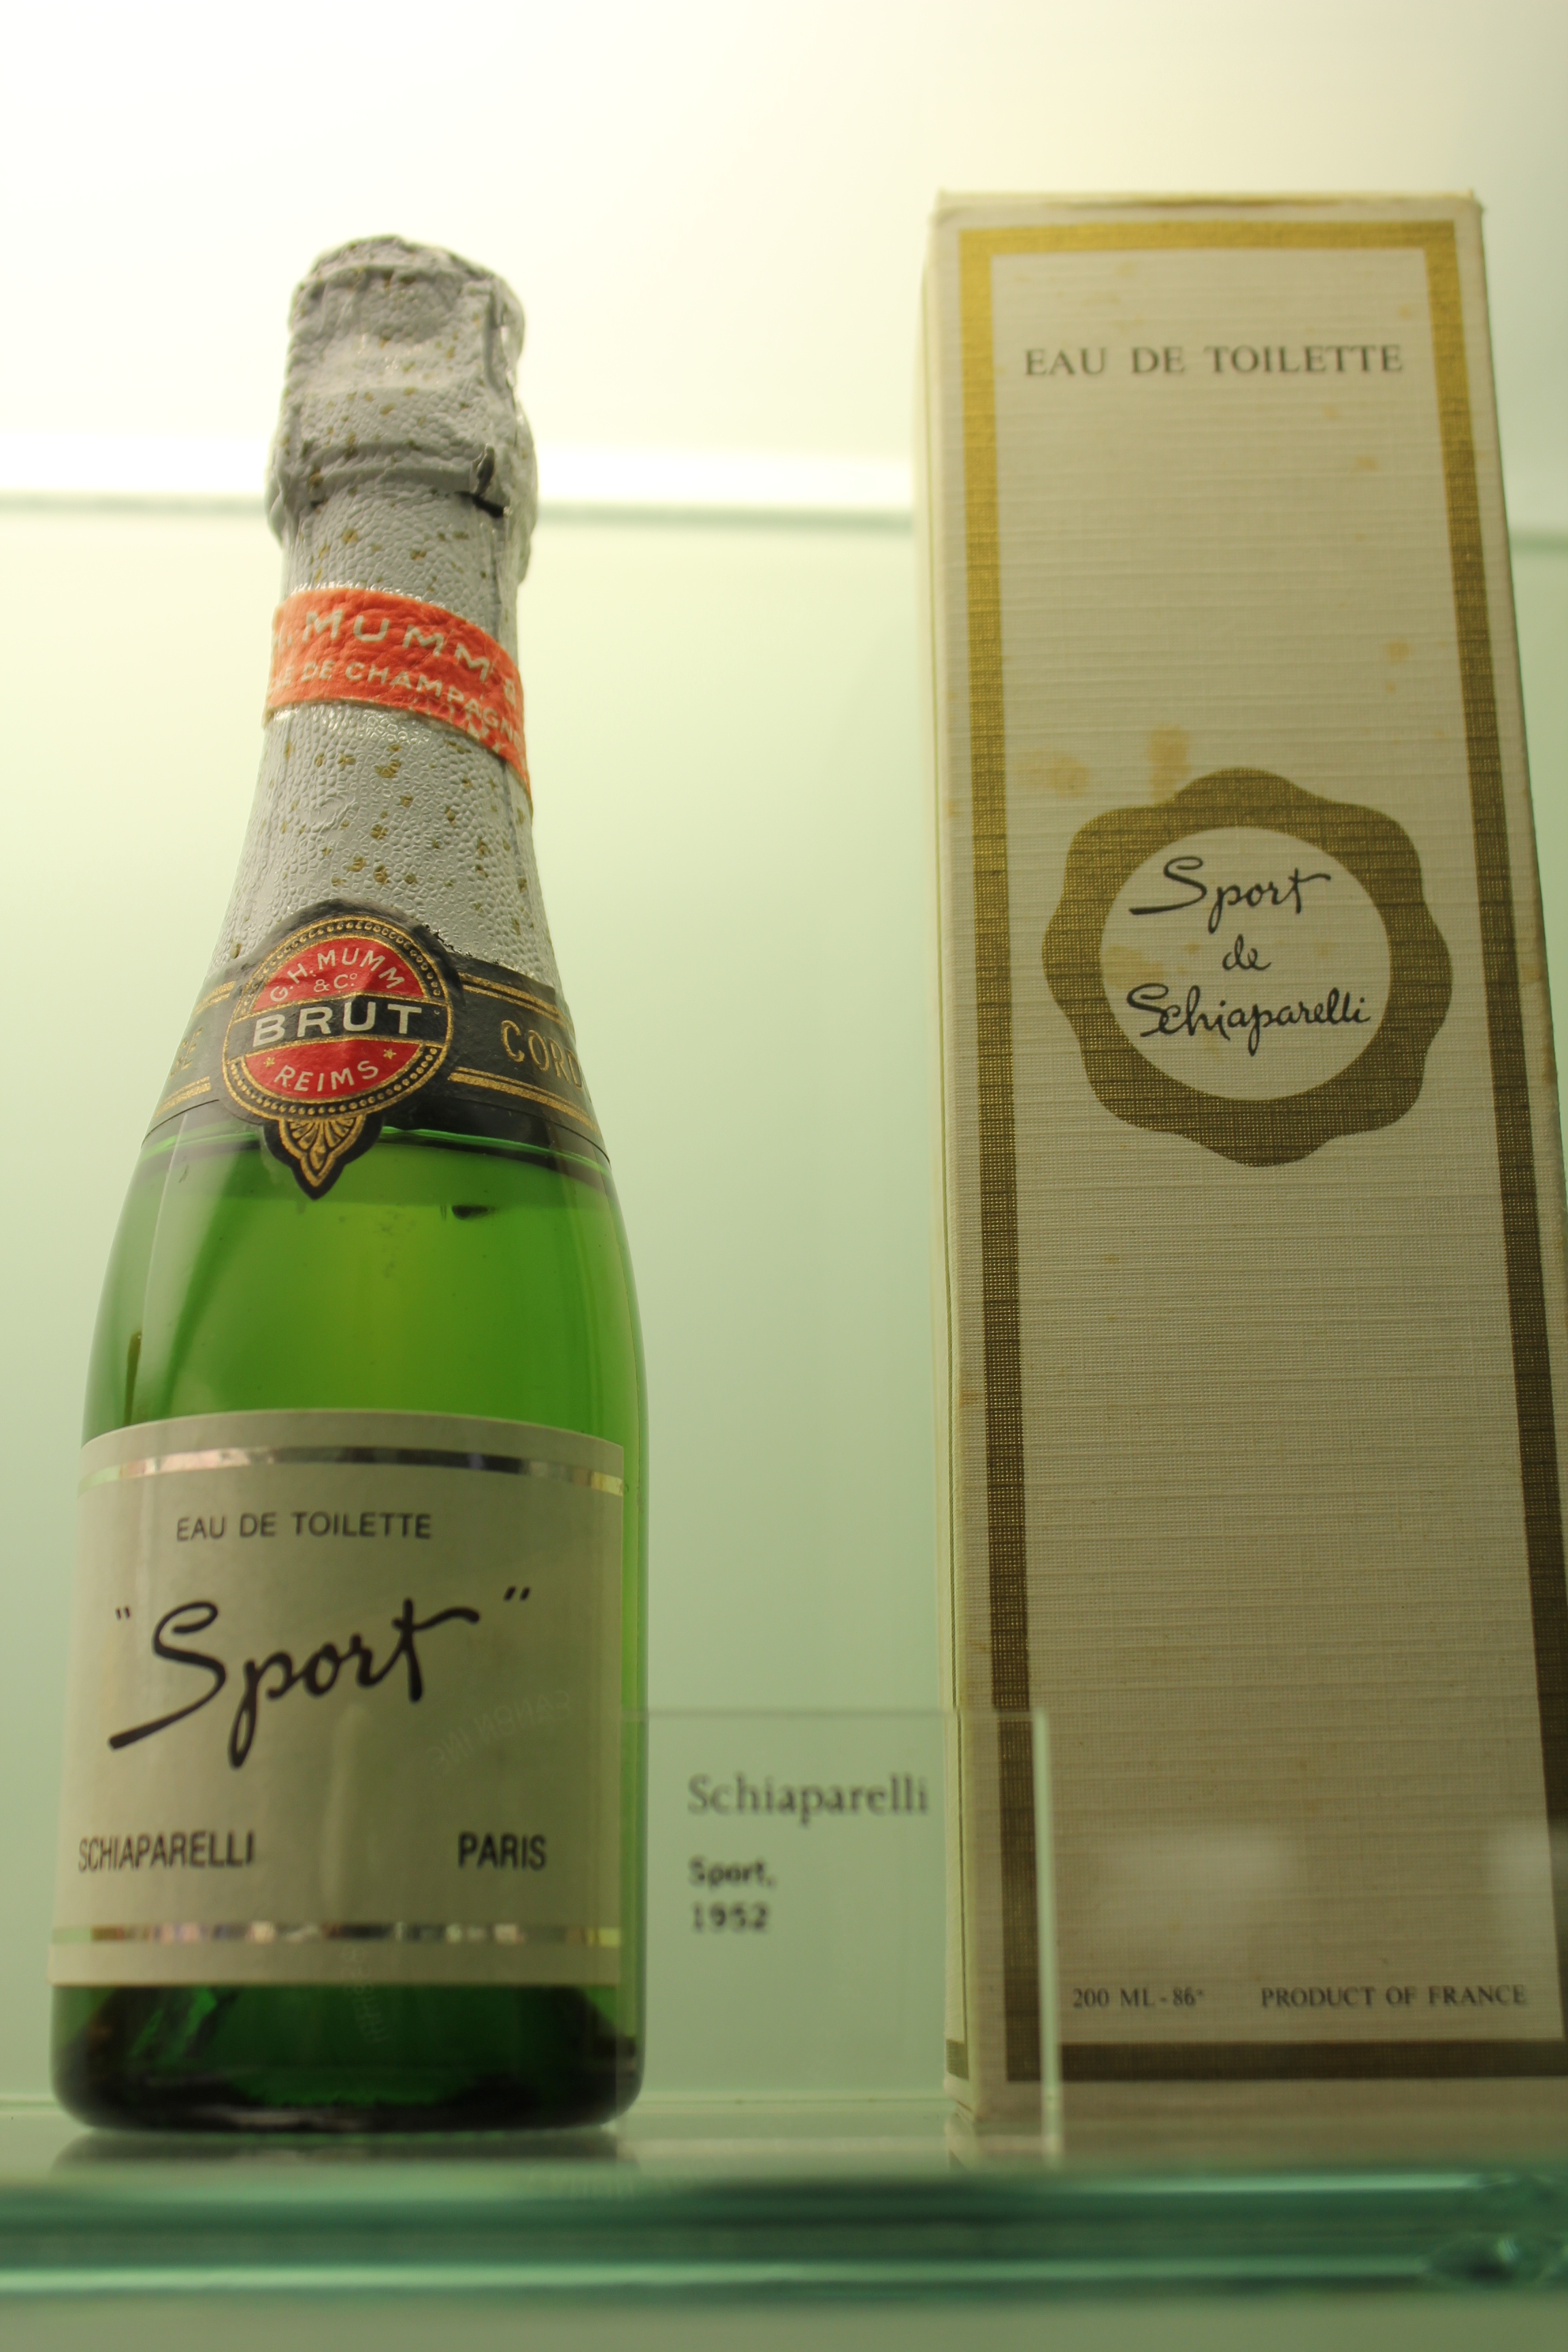 MUMM &
DE CHAMPAGN
G.H. MUMM
& Cº
BRUT
REIMS
CORD
EAU DE TOILETTE
"Sport"
SCHIAPARELLI PARIS
Schiaparelli
Sport,
1952
EAU DE TOILETTE
Sport
de
Schiaparelli
200 ML - 86° PRODUCT OF FRANCE